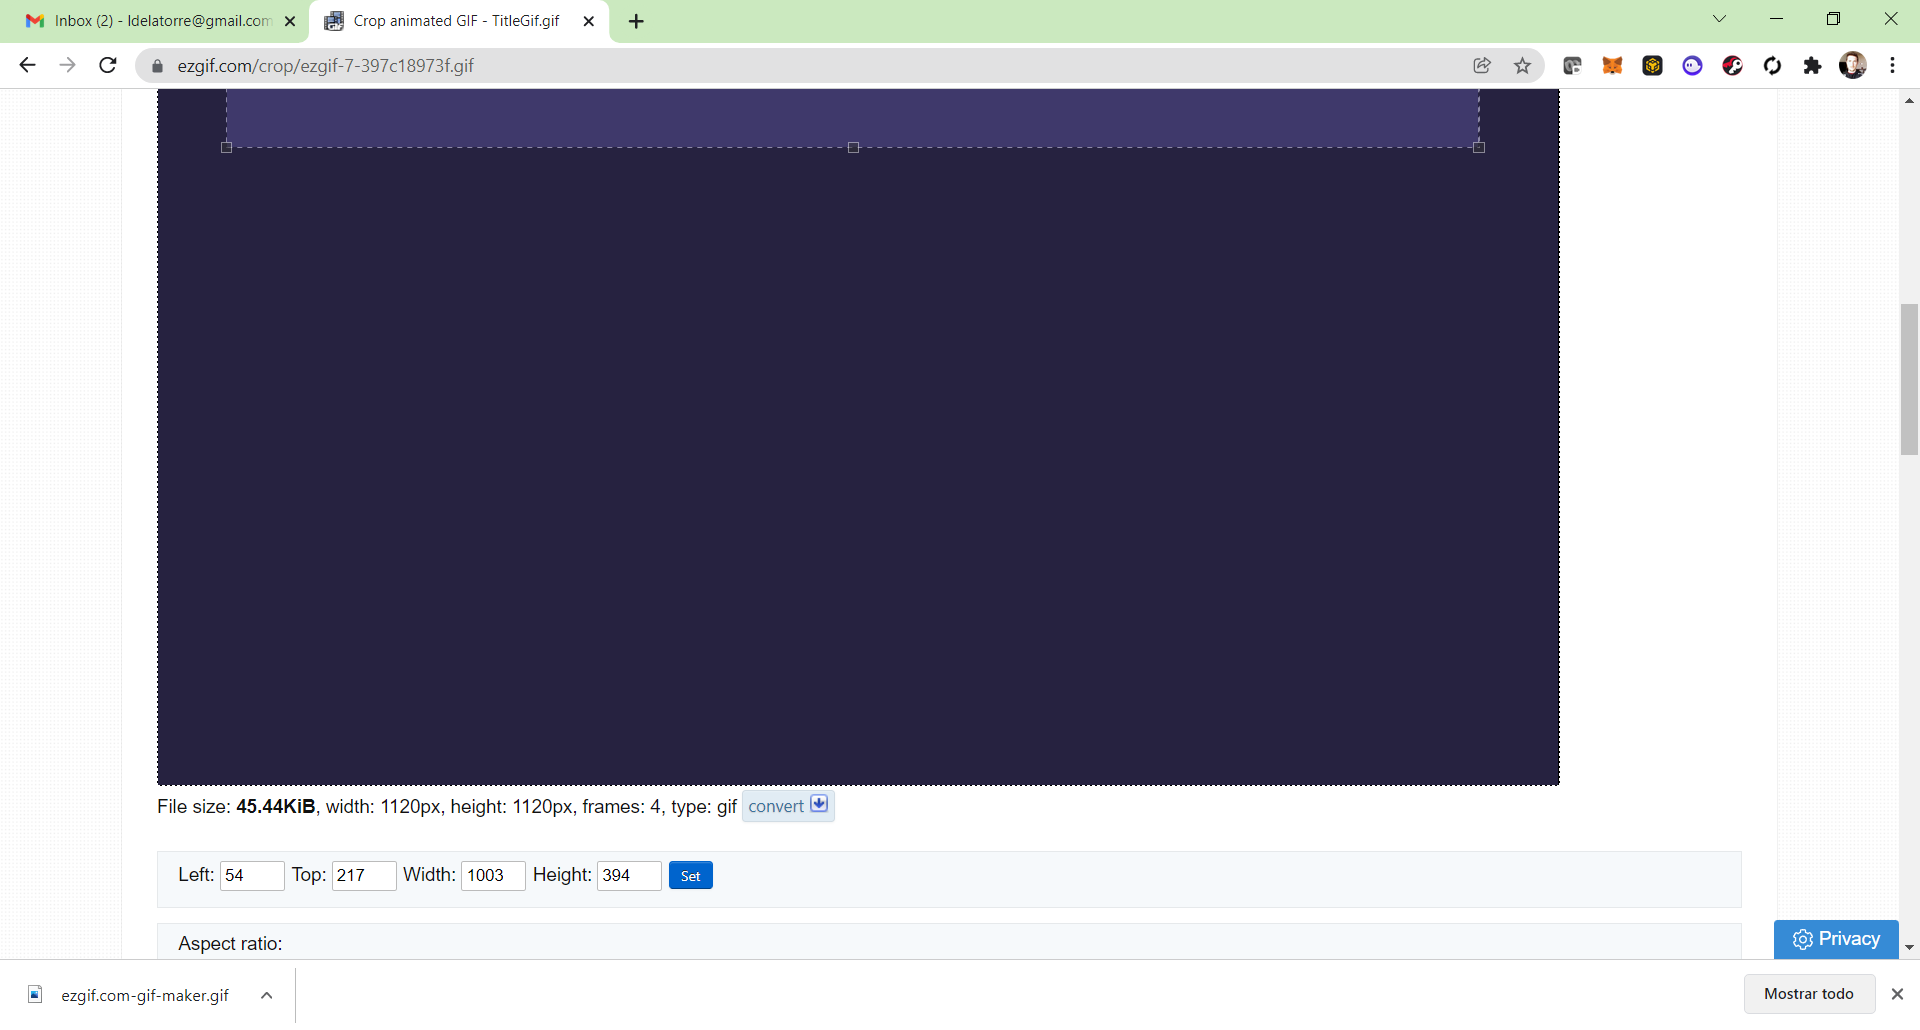 Inbox (2) - ldelatorre@gmail.com
Crop animated GIF - TitleGif.gif
ezgif.com/crop/ezgif-7-397c18973f.gif
File size: 45.44KiB, width: 1120px, height: 1120px, frames: 4, type: gif convert
Left: 54 Top: 217 Width: 1003 Height: 394 Set
Aspect ratio:
Privacy
ezgif.com-gif-maker.gif
Mostrar todo